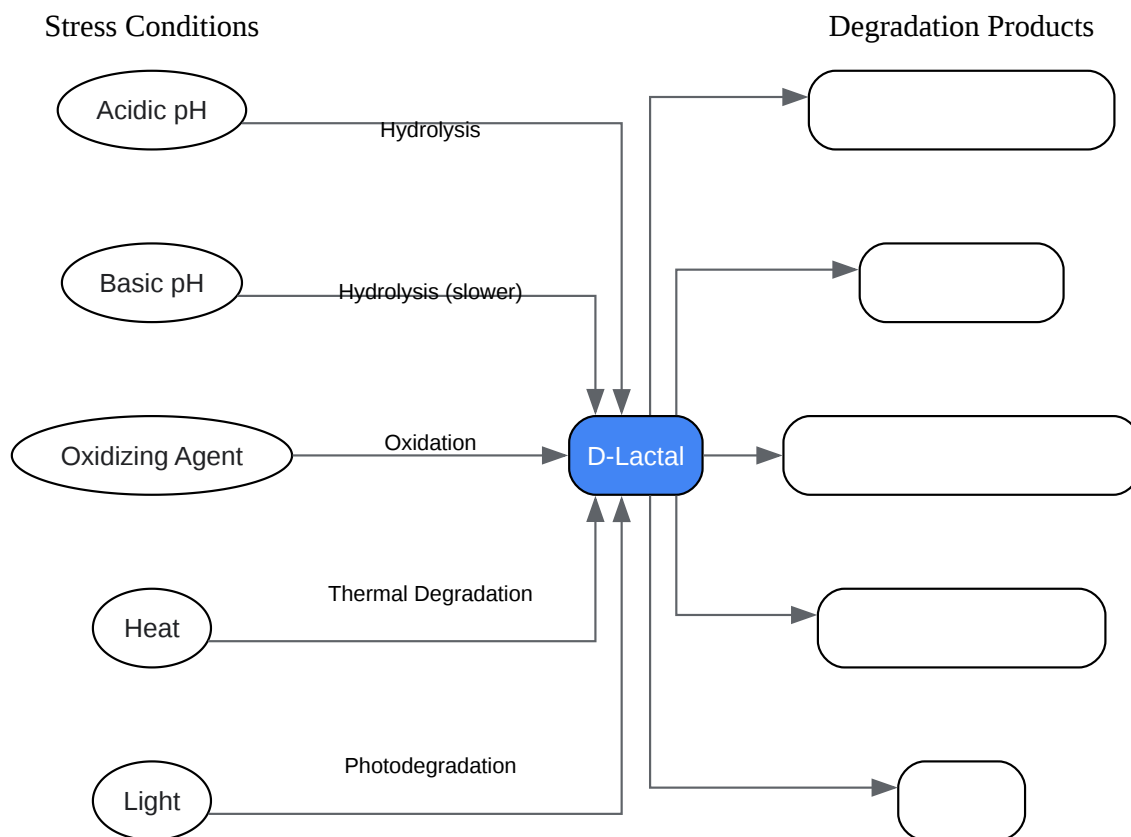 Stress Conditions
Degradation Products
Acidic pH
Hydrolysis
Basic pH
Hydrolysis (slower)
Oxidizing Agent
Oxidation
D-Lactal
Heat
Thermal Degradation
Light
Photodegradation